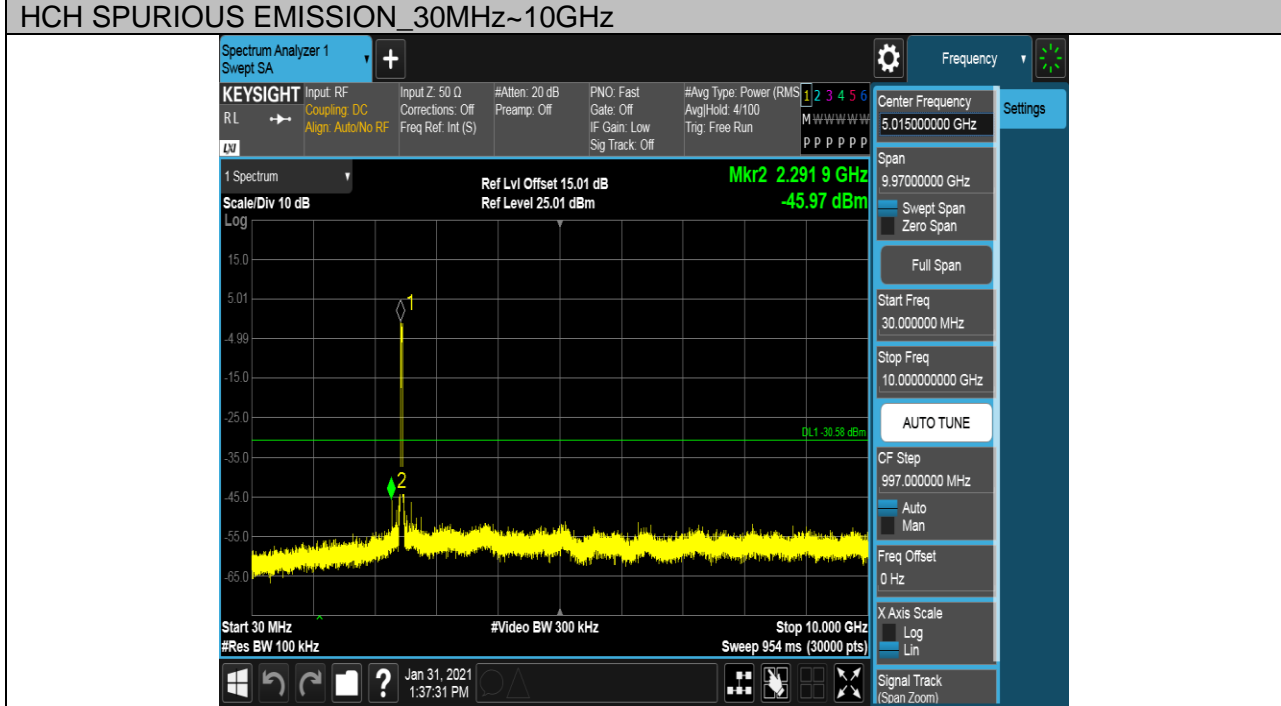 HCH SPURIOUS EMISSION_30MHz~10GHz
Spectrum Analyzer 1
Swept SA
+
Frequency
KEYSIGHT
RL
LXI
Input: RF
Coupling: DC
Align: Auto/No RF
Input Z: 50 Ω
Corrections: Off
Freq Ref: Int (S)
#Atten: 20 dB
Preamp: Off
PNO: Fast
Gate: Off
IF Gain: Low
Sig Track: Off
#Avg Type: Power (RMS
Avg|Hold: 4/100
Trig: Free Run
1 2 3 4 5 6
M W W W W W
P P P P P P
Center Frequency
5.015000000 GHz
Settings
1 Spectrum
Scale/Div 10 dB
Ref Lvl Offset 15.01 dB
Ref Level 25.01 dBm
Mkr2 2.291 9 GHz
-45.97 dBm
Span
9.97000000 GHz
Swept Span
Zero Span
Full Span
Start Freq
30.000000 MHz
Stop Freq
10.000000000 GHz
AUTO TUNE
CF Step
997.000000 MHz
Auto
Man
Freq Offset
0 Hz
X Axis Scale
Log
Lin
Signal Track
(Span Zoom)
Log
15.0
5.01
-4.99
-15.0
-25.0
-35.0
-45.0
-55.0
-65.0
1
2
DL1 -30.58 dBm
Start 30 MHz
#Res BW 100 kHz
#Video BW 300 kHz
Stop 10.000 GHz
Sweep 954 ms (30000 pts)
?
Jan 31, 2021
1:37:31 PM